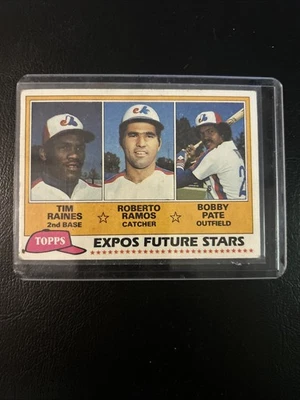 TIM RAINES 2nd BASE
ROBERTO RAMOS CATCHER
BOBBY PATE OUTFIELD
TOPPS
EXPOS FUTURE STARS